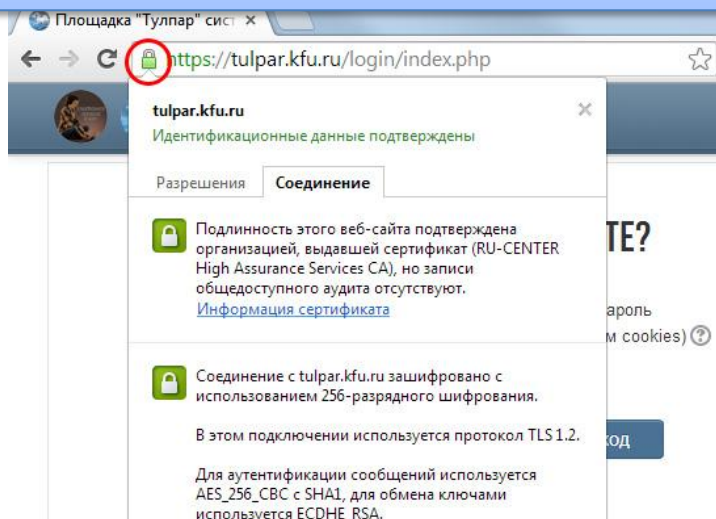 Площадка "Тулпар" сист
https://tulpar.kfu.ru/login/index.php
tulpar.kfu.ru
Идентификационные данные подтверждены
Разрешения Соединение
Подлинность этого веб-сайта подтверждена
организацией, выдавшей сертификат (RU-CENTER
High Assurance Services CA), но записи
общедоступного аудита отсутствуют.
Информация сертификата
Соединение с tulpar.kfu.ru зашифровано с
использованием 256-разрядного шифрования.
В этом подключении используется протокол TLS 1.2.
Для аутентификации сообщений используется
AES_256_CBC с SHA1, для обмена ключами
используется ECDHE_RSA.
ТЕ?
ароль
м cookies)
ход